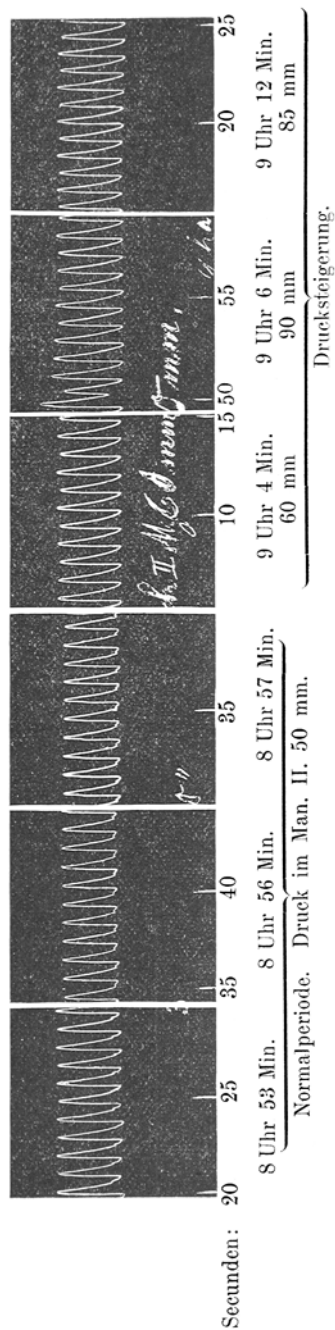 Secunden: 20 25 35 40 35 10 15 50 55 20 25
8 Uhr 53 Min. 8 Uhr 56 Min. 8 Uhr 57 Min. 9 Uhr 4 Min. 9 Uhr 6 Min. 9 Uhr 12 Min.
60 mm 90 mm 85 mm
Normalperiode. Druck im Man. II. 50 mm. Drucksteigerung.